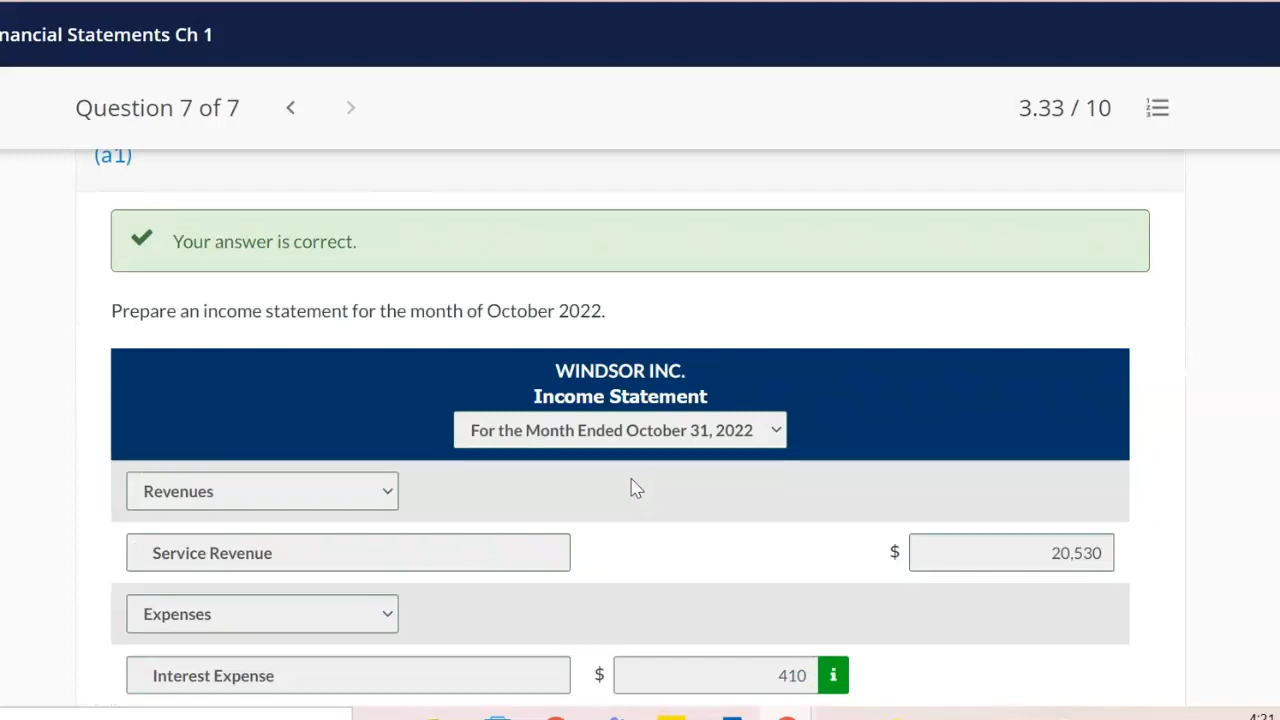 nancial Statements Ch 1
Question 7 of 7 < > 3.33 / 10
(a1)
Your answer is correct.
Prepare an income statement for the month of October 2022.
WINDSOR INC.
Income Statement
For the Month Ended October 31, 2022
Revenues
Service Revenue $ 20,530
Expenses
Interest Expense $ 410 i